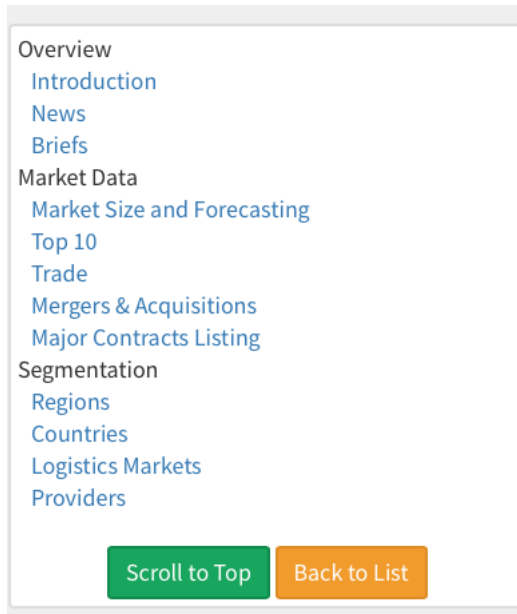 Overview
Introduction
News
Briefs
Market Data
Market Size and Forecasting
Top 10
Trade
Mergers & Acquisitions
Major Contracts Listing
Segmentation
Regions
Countries
Logistics Markets
Providers
Scroll to Top Back to List